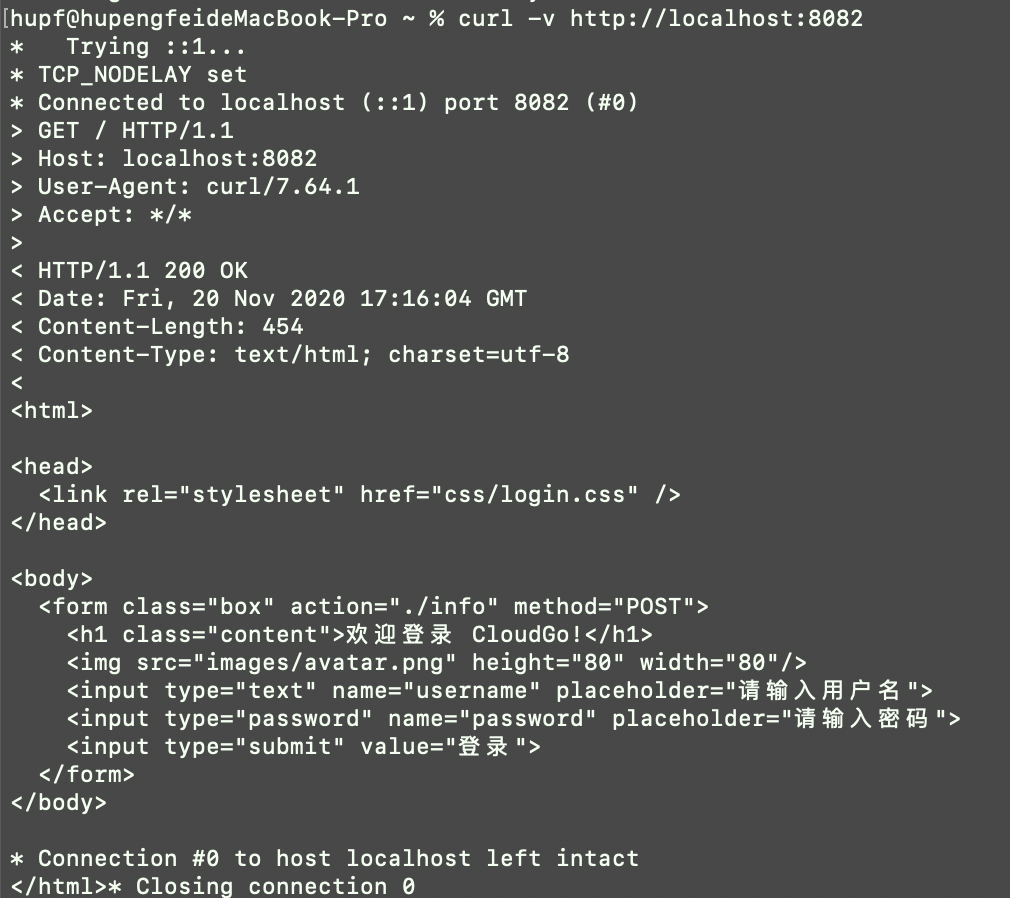 [hupf@hupengfeideMacBook-Pro ~ % curl -v http://localhost:8082
*   Trying ::1...
* TCP_NODELAY set
* Connected to localhost (::1) port 8082 (#0)
> GET / HTTP/1.1
> Host: localhost:8082
> User-Agent: curl/7.64.1
> Accept: */*
>
< HTTP/1.1 200 OK
< Date: Fri, 20 Nov 2020 17:16:04 GMT
< Content-Length: 454
< Content-Type: text/html; charset=utf-8
<
<html>

<head>
  <link rel="stylesheet" href="css/login.css" />
</head>

<body>
  <form class="box" action="./info" method="POST">
    <h1 class="content">欢迎登录 CloudGo!</h1>
    <img src="images/avatar.png" height="80" width="80"/>
    <input type="text" name="username" placeholder="请输入用户名">
    <input type="password" name="password" placeholder="请输入密码">
    <input type="submit" value="登录">
  </form>
</body>

* Connection #0 to host localhost left intact
</html>* Closing connection 0